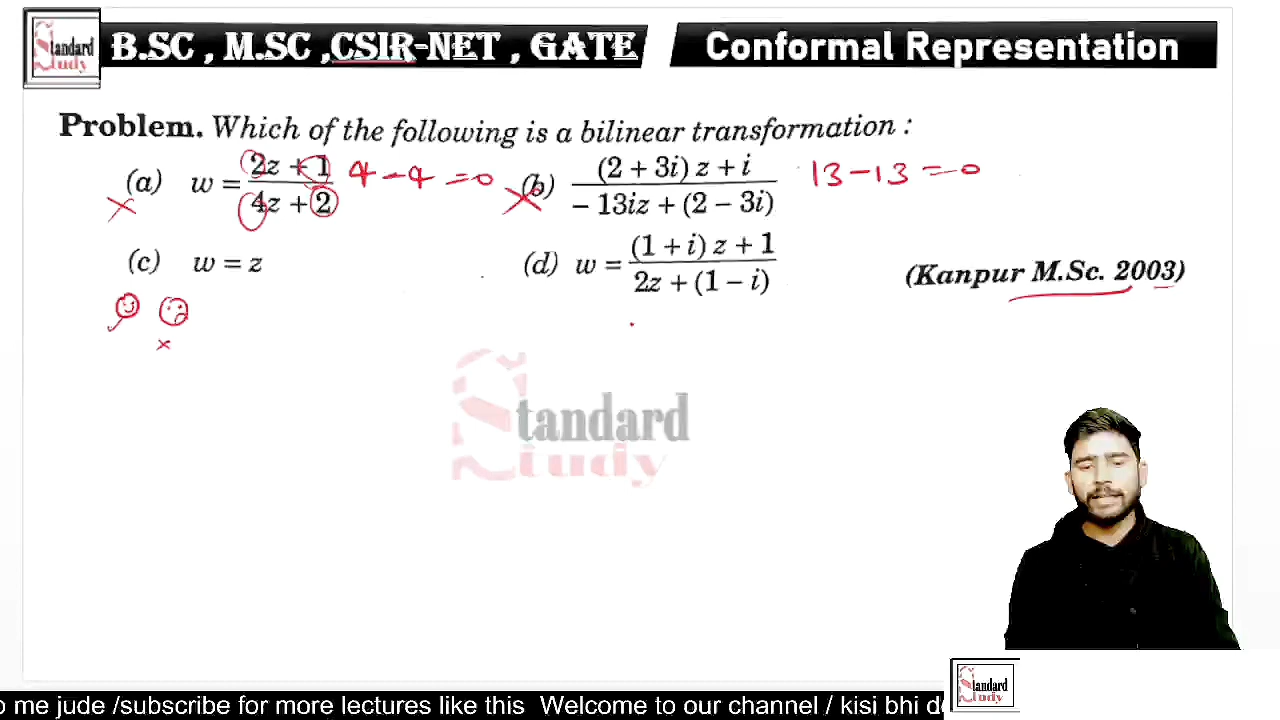 Standard Study B.SC , M.SC ,CSIR-NET , GATE Conformal Representation
Problem. Which of the following is a bilinear transformation :
(a) w = (2z + 1)/(4z + 2) 4 - 4 = 0 (b) ((2 + 3i) z + i)/(- 13iz + (2 - 3i)) 13 - 13 = 0
(c) w = z (d) w = ((1 + i) z + 1)/(2z + (1 - i))
(Kanpur M.Sc. 2003)
Standard
Study
Standard
Study
me jude /subscribe for more lectures like this Welcome to our channel / kisi bhi